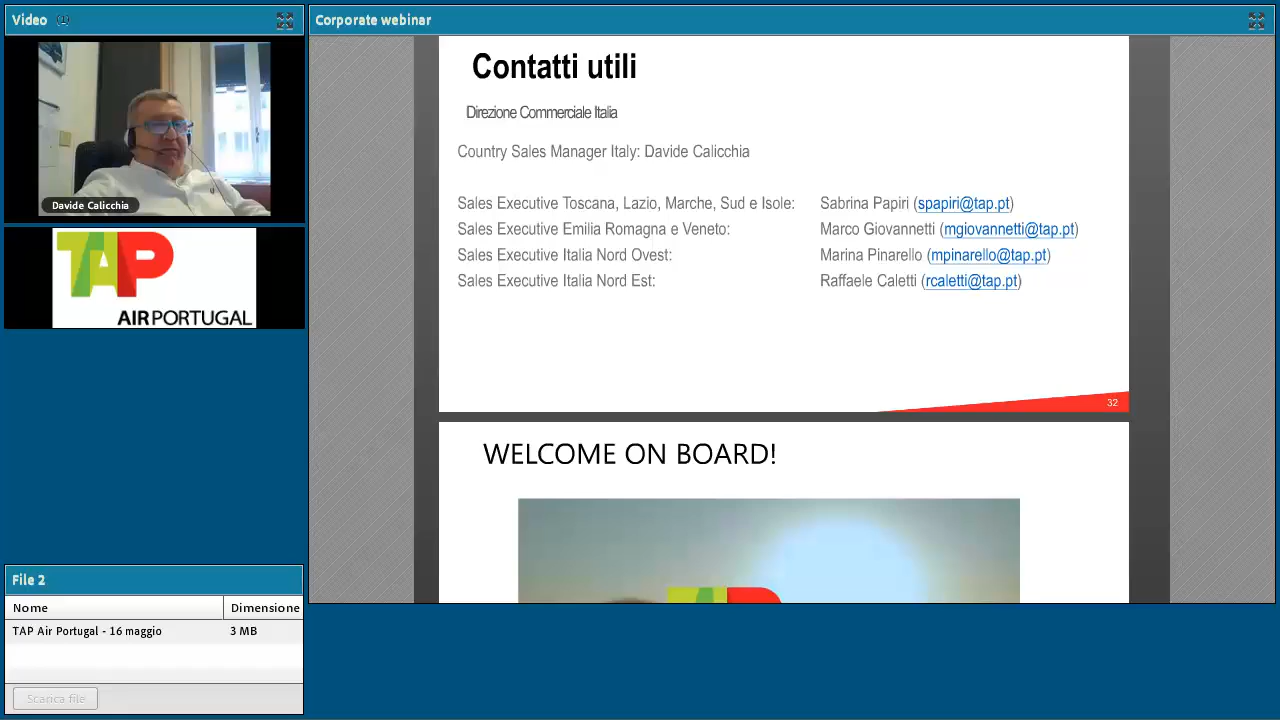 Video (1)
Davide Calicchia
TAP
AIRPORTUGAL
File 2
Nome Dimensione
TAP Air Portugal - 16 maggio 3 MB
Scarica file
Corporate webinar
Contatti utili
Direzione Commerciale Italia
Country Sales Manager Italy: Davide Calicchia
Sales Executive Toscana, Lazio, Marche, Sud e Isole: Sabrina Papiri (spapiri@tap.pt)
Sales Executive Emilia Romagna e Veneto: Marco Giovannetti (mgiovannetti@tap.pt)
Sales Executive Italia Nord Ovest: Marina Pinarello (mpinarello@tap.pt)
Sales Executive Italia Nord Est: Raffaele Caletti (rcaletti@tap.pt)
32
WELCOME ON BOARD!